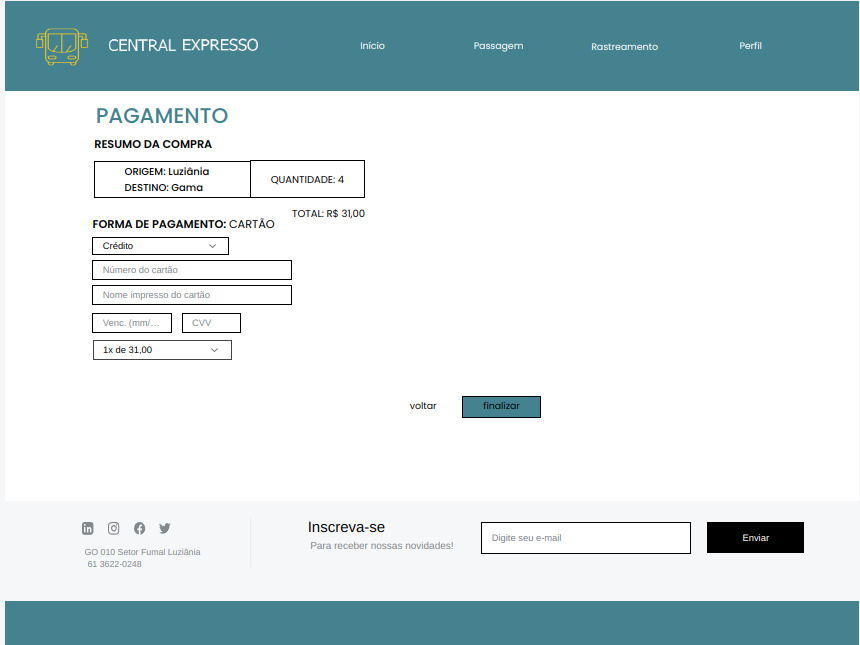 CENTRAL EXPRESSO
Início
Passagem
Rastreamento
Perfil
PAGAMENTO
RESUMO DA COMPRA
ORIGEM: Luziânia
DESTINO: Gama
QUANTIDADE: 4
TOTAL: R$ 31,00
FORMA DE PAGAMENTO: CARTÃO
Crédito
Número do cartão
Nome impresso do cartão
Venc. (mm/...
CVV
1x de 31,00
voltar
finalizar
GO 010 Setor Fumal Luziânia
61 3622-0248
Inscreva-se
Para receber nossas novidades!
Digite seu e-mail
Enviar